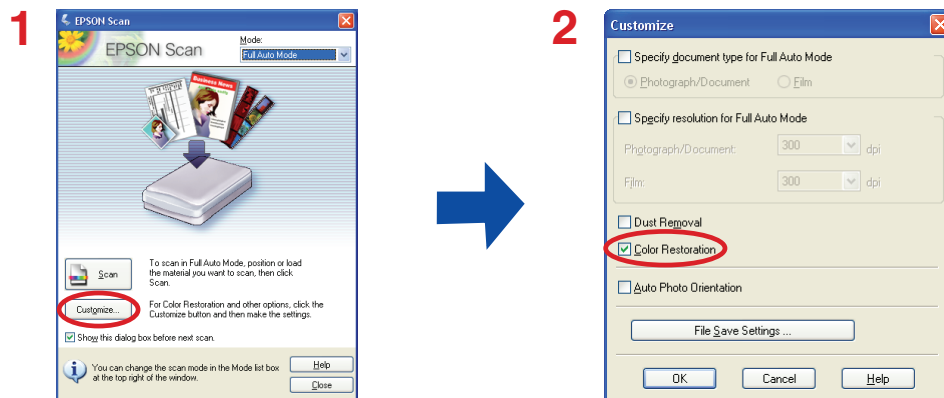 1
EPSON Scan
EPSON Scan
Mode:
Full Auto Mode
Business News
Scan
To scan in Full Auto Mode, position or load
the material you want to scan, then click
Scan.
Customize...
For Color Restoration and other options, click the
Customize button and then make the settings.
Show this dialog box before next scan.
You can change the scan mode in the Mode list box
at the top right of the window.
Help
Close
2
Customize
Specify document type for Full Auto Mode
Photograph/Document
Film
Specify resolution for Full Auto Mode
Photograph/Document:
300
dpi
Film:
300
dpi
Dust Removal
Color Restoration
Auto Photo Orientation
File Save Settings ...
OK
Cancel
Help